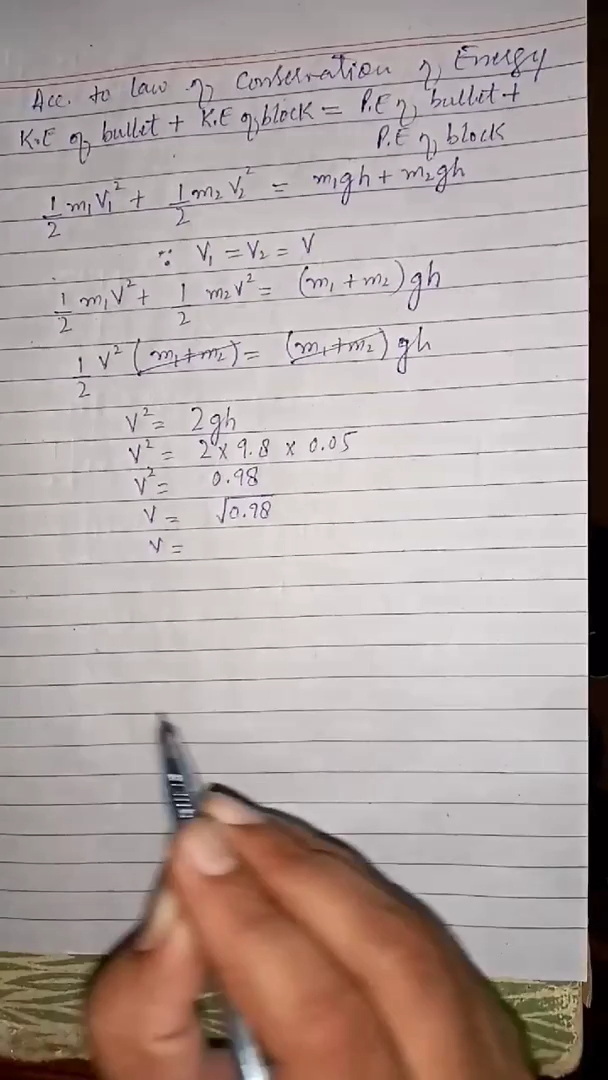 Acc. to law of Conservation of Energy
K.E of bullet + K.E of block = P.E of bullet +
P.E of block
1/2 m₁V₁² + 1/2 m₂V₂² = m₁gh + m₂gh
∵ V₁ = V₂ = V
1/2 m₁V² + 1/2 m₂V² = (m₁ + m₂) gh
1/2 V² (m₁+m₂) = (m₁+m₂) gh
V² = 2gh
V² = 2 × 9.8 × 0.05
V² = 0.98
V = √0.98
V =